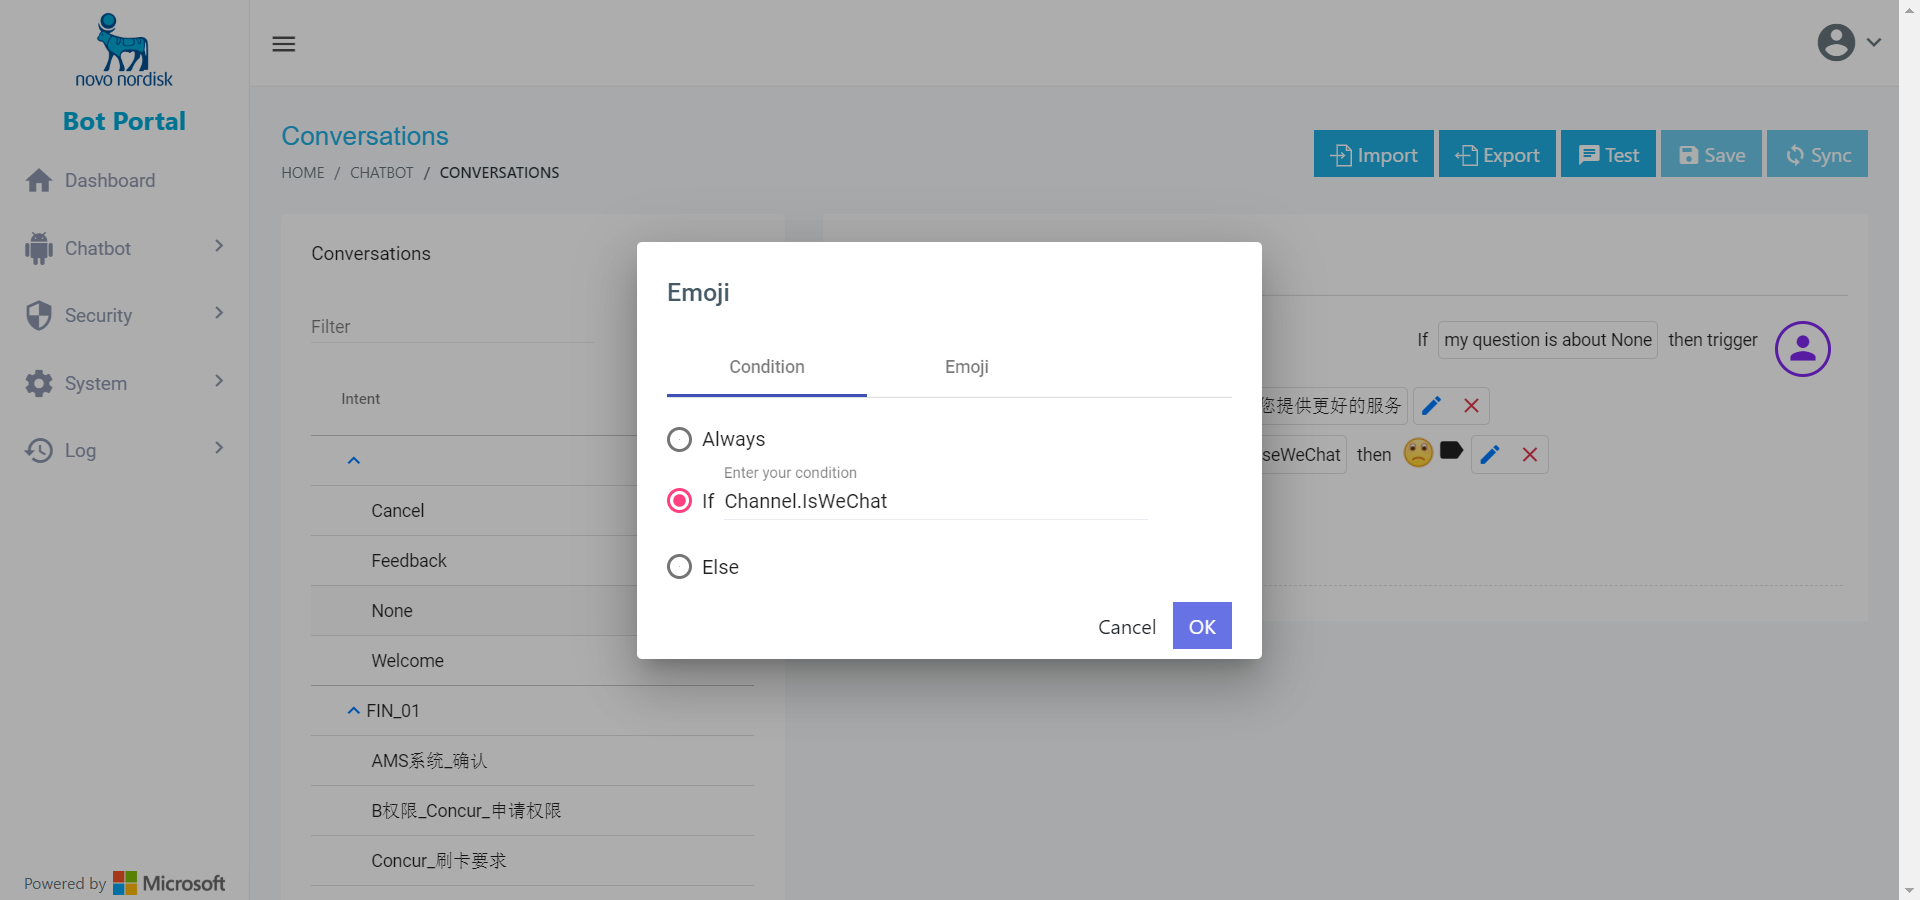 novo nordisk
Bot Portal
Dashboard
Chatbot
Security
System
Log
Powered by Microsoft
Conversations
HOME / CHATBOT / CONVERSATIONS
Import
Export
Test
Save
Sync
Conversations
Filter
Intent
Cancel
Feedback
None
Welcome
FIN_01
AMS系统_确认
B权限_Concur_申请权限
Concur_刷卡要求
If my question is about None then trigger
您提供更好的服务
seWeChat then
Emoji
Condition Emoji
Always
Enter your condition
If Channel.IsWeChat
Else
Cancel OK